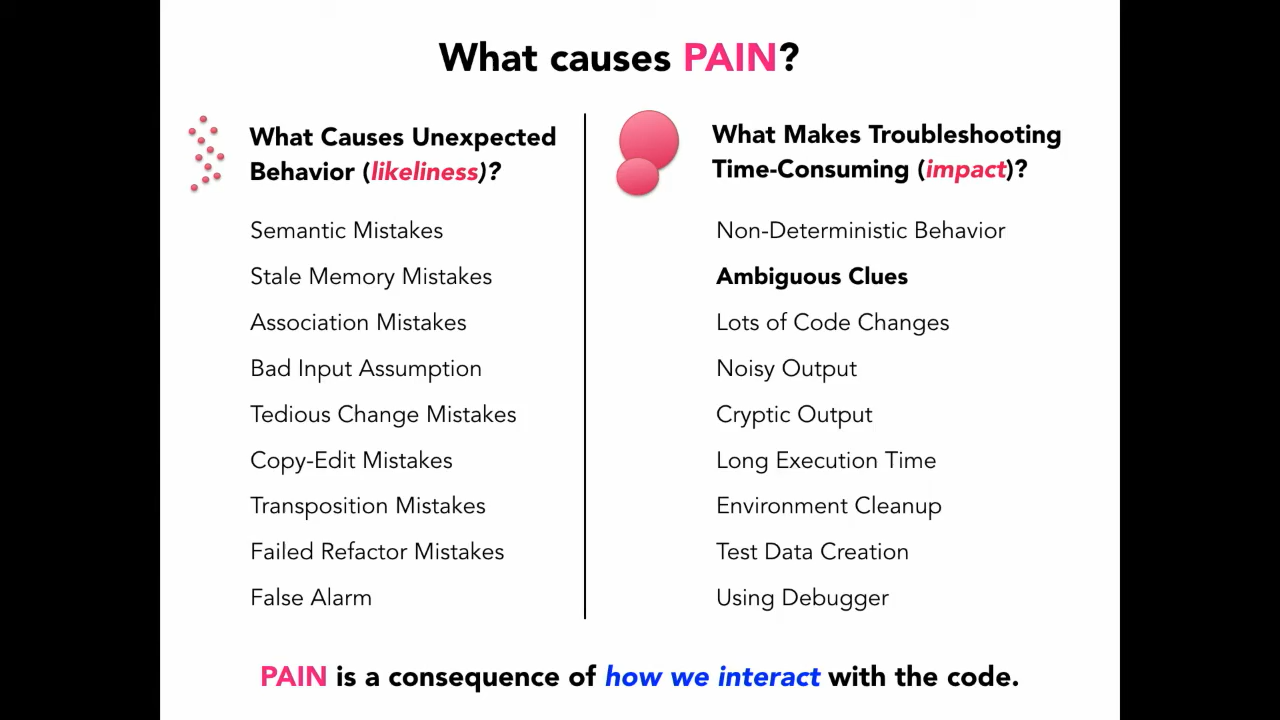 What causes PAIN?
What Causes Unexpected
Behavior (likeliness)?
Semantic Mistakes
Stale Memory Mistakes
Association Mistakes
Bad Input Assumption
Tedious Change Mistakes
Copy-Edit Mistakes
Transposition Mistakes
Failed Refactor Mistakes
False Alarm
What Makes Troubleshooting
Time-Consuming (impact)?
Non-Deterministic Behavior
Ambiguous Clues
Lots of Code Changes
Noisy Output
Cryptic Output
Long Execution Time
Environment Cleanup
Test Data Creation
Using Debugger
PAIN is a consequence of how we interact with the code.